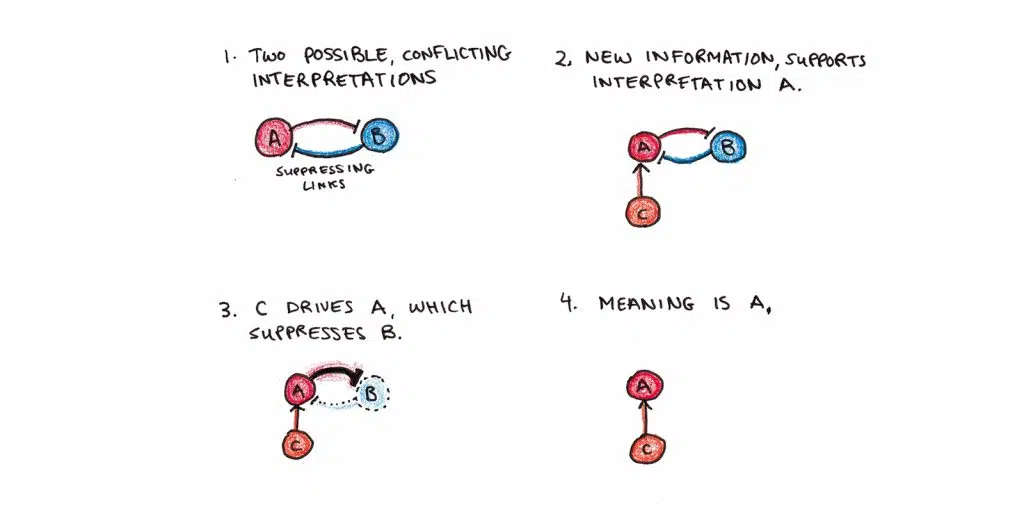 1. TWO POSSIBLE, CONFLICTING
INTERPRETATIONS
A
B
SUPPRESSING
LINKS
2. NEW INFORMATION, SUPPORTS
INTERPRETATION A.
A
B
C
3. C DRIVES A, WHICH
SUPPRESSES B.
A
B
C
4. MEANING IS A,
A
C